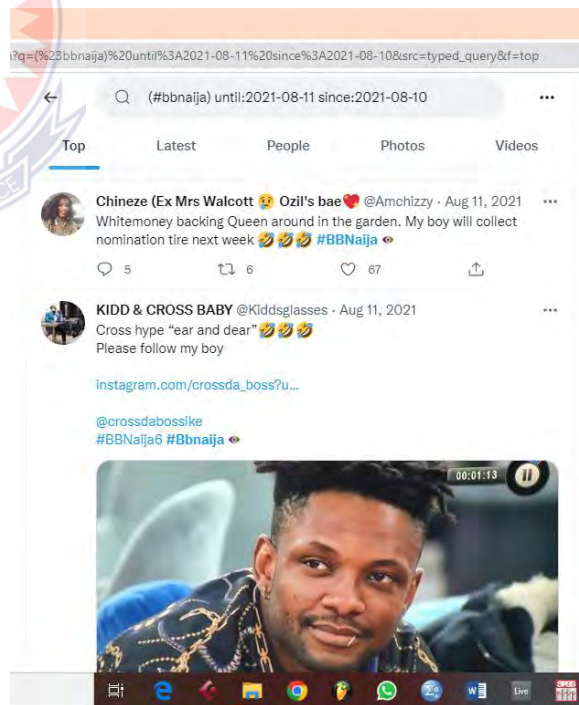 ?q=(%23bbnaija)%20until%3A2021-08-11%20since%3A2021-08-10&src=typed_query&f=top
(#bbnaija) until:2021-08-11 since:2021-08-10
Top Latest People Photos Videos
Chineze (Ex Mrs Walcott 😢 Ozil's bae❤️ @Amchizzy · Aug 11, 2021
Whitemoney backing Queen around in the garden. My boy will collect
nomination tire next week 🤣🤣🤣 #BBNaija
5 6 67
KIDD & CROSS BABY @Kiddsglasses · Aug 11, 2021
Cross hype “ear and dear”🤣🤣🤣
Please follow my boy
instagram.com/crossda_boss?u...
@crossdabossike
#BBNaija6 #Bbnaija
00:01:13
Live